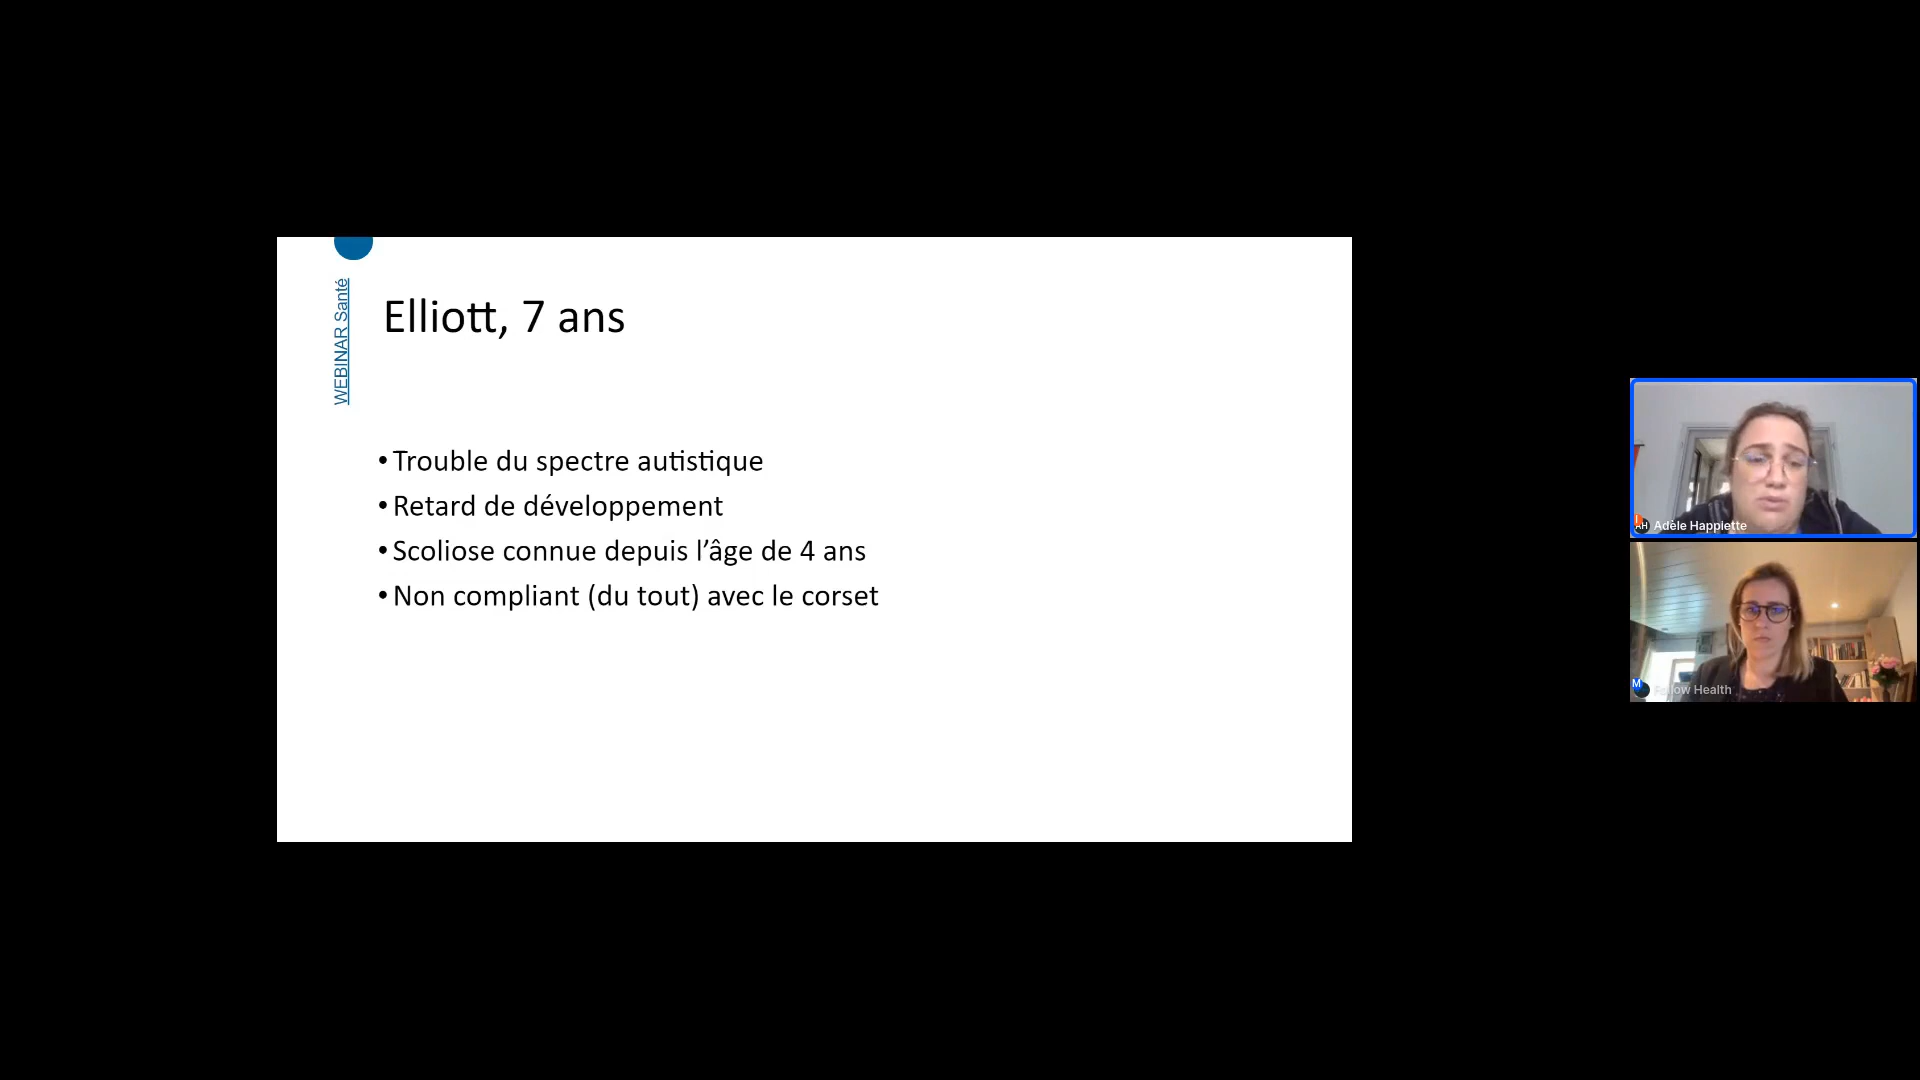 WEBINAR Santé
Elliott, 7 ans
• Trouble du spectre autistique
• Retard de développement
• Scoliose connue depuis l’âge de 4 ans
• Non compliant (du tout) avec le corset
AH
Adèle Happiette
M
Follow Health